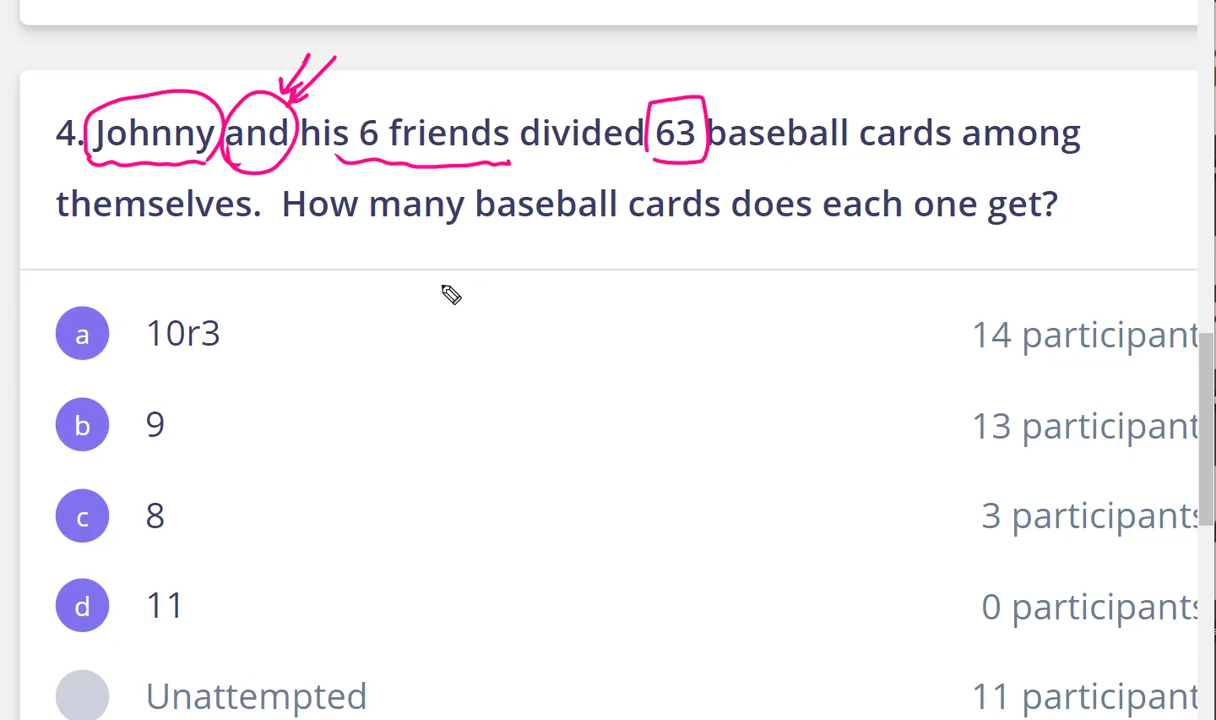 4. Johnny and his 6 friends divided 63 baseball cards among
themselves. How many baseball cards does each one get?
a 10r3 14 participant
b 9 13 participant
c 8 3 participants
d 11 0 participants
Unattempted 11 participant